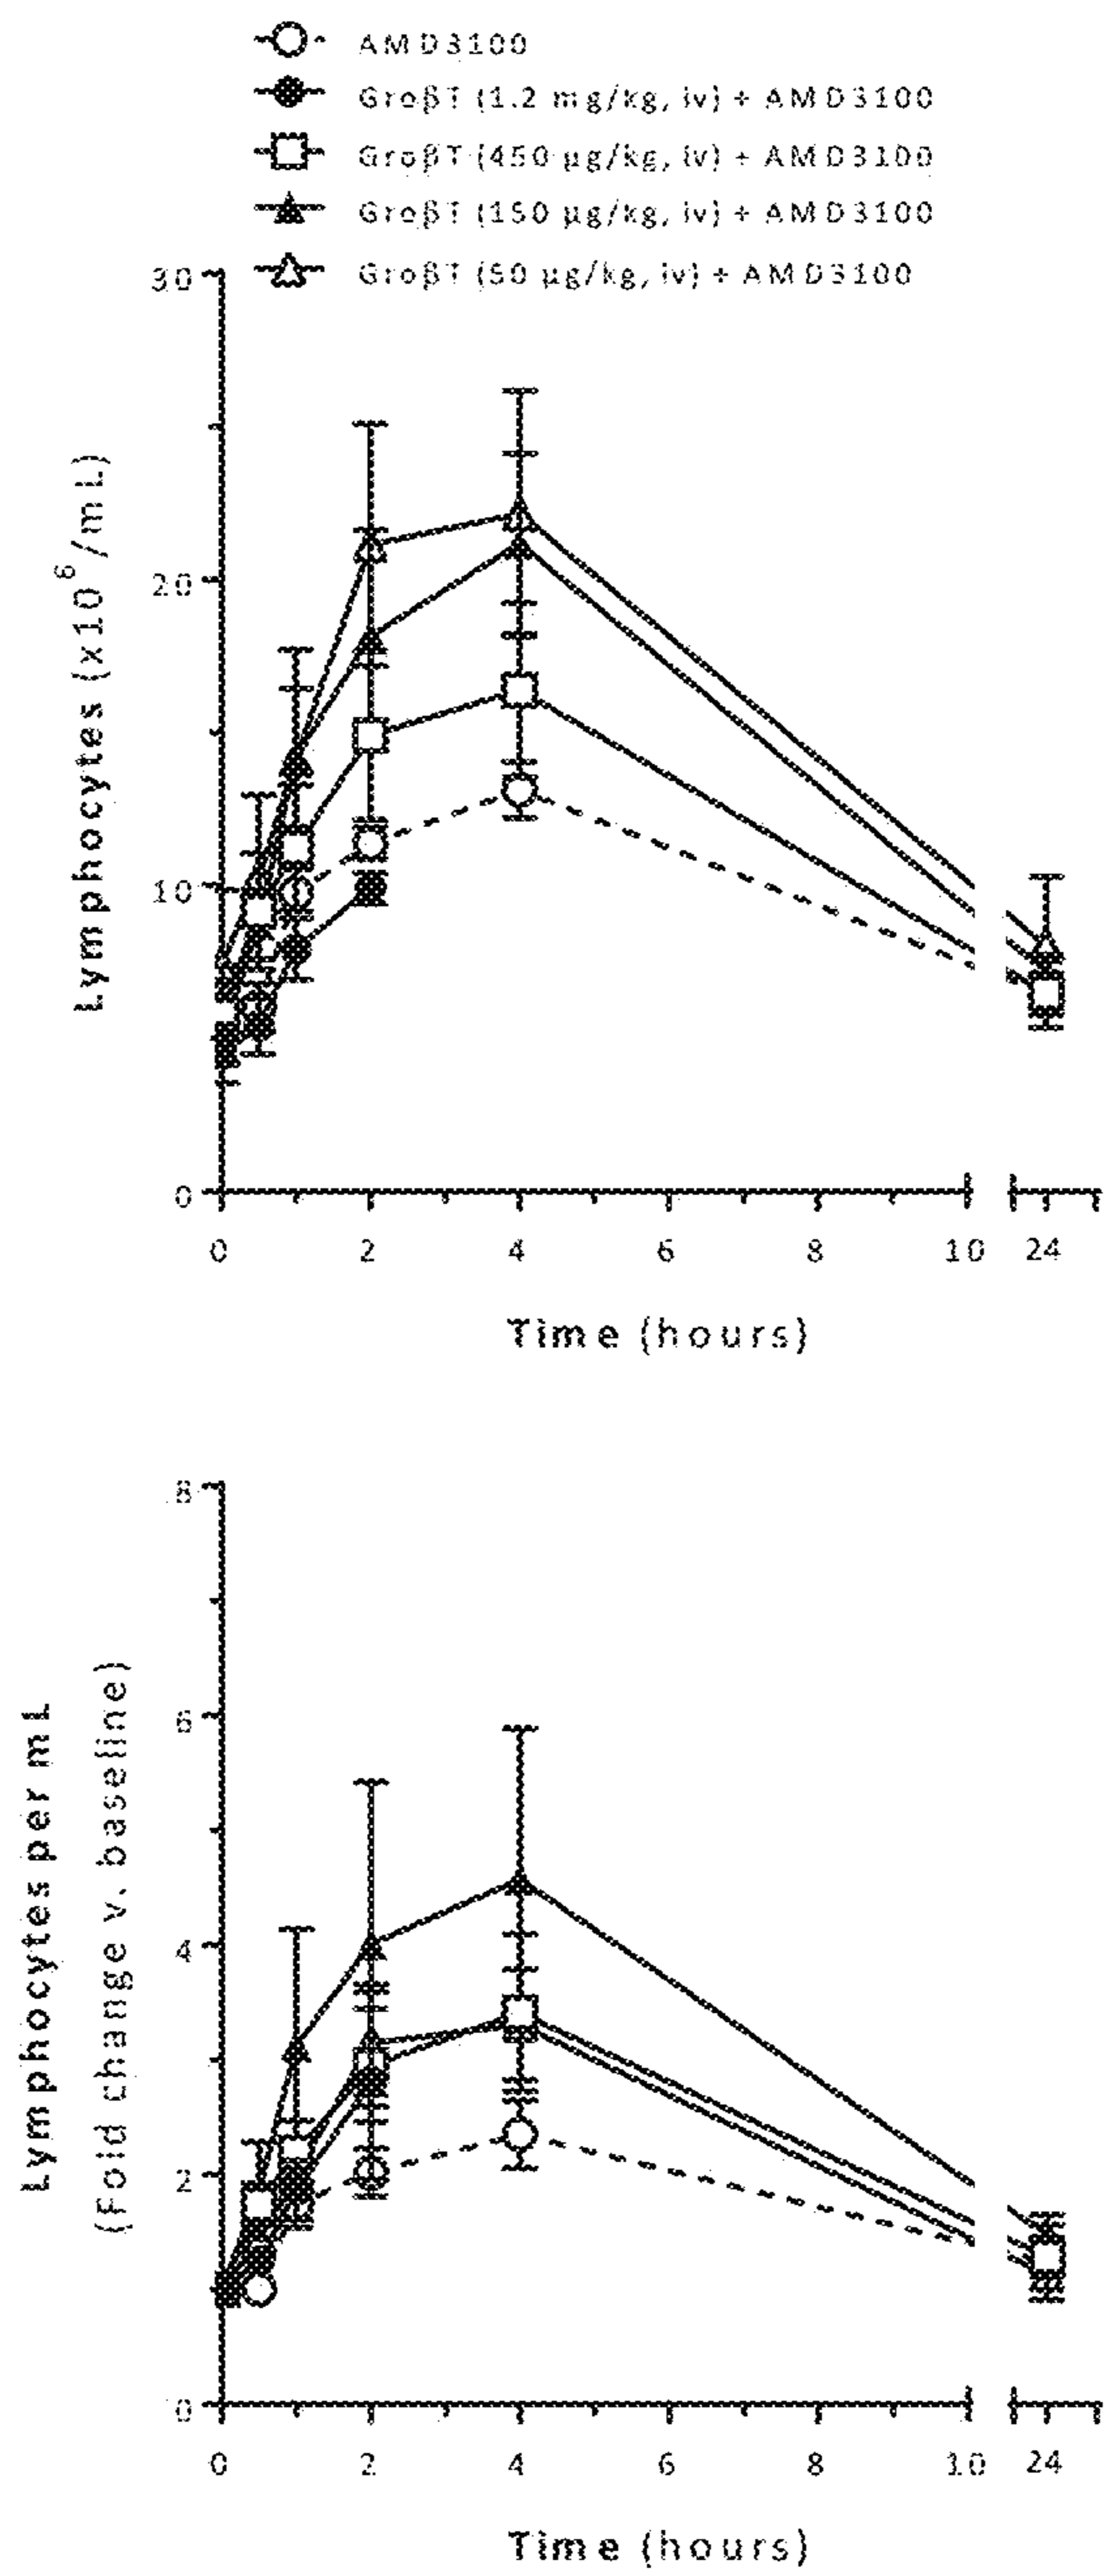 AMD3100
GroβT (1.2 mg/kg, iv) + AMD3100
GroβT (450 µg/kg, iv) + AMD3100
GroβT (150 µg/kg, iv) + AMD3100
GroβT (50 µg/kg, iv) + AMD3100
30
20
10
0
Lymphocytes (x10⁶/mL)
0 2 4 6 8 10 24
Time (hours)
8
6
4
2
0
Lymphocytes per mL
(Fold change v. baseline)
0 2 4 6 8 10 24
Time (hours)